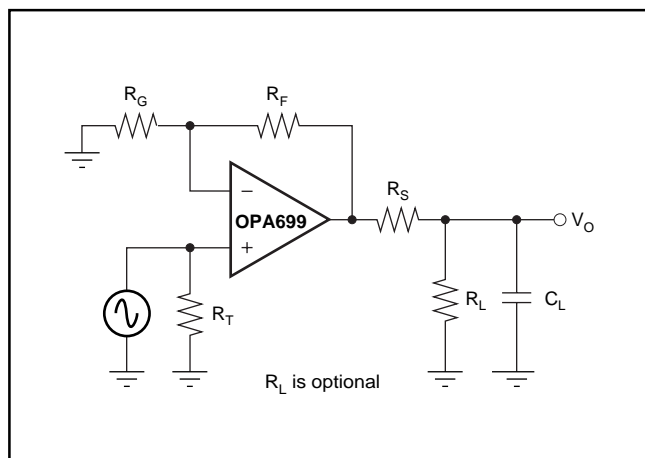 R_G
R_F
R_S
−
OPA699
+
V_O
R_T
R_L
C_L
R_L is optional